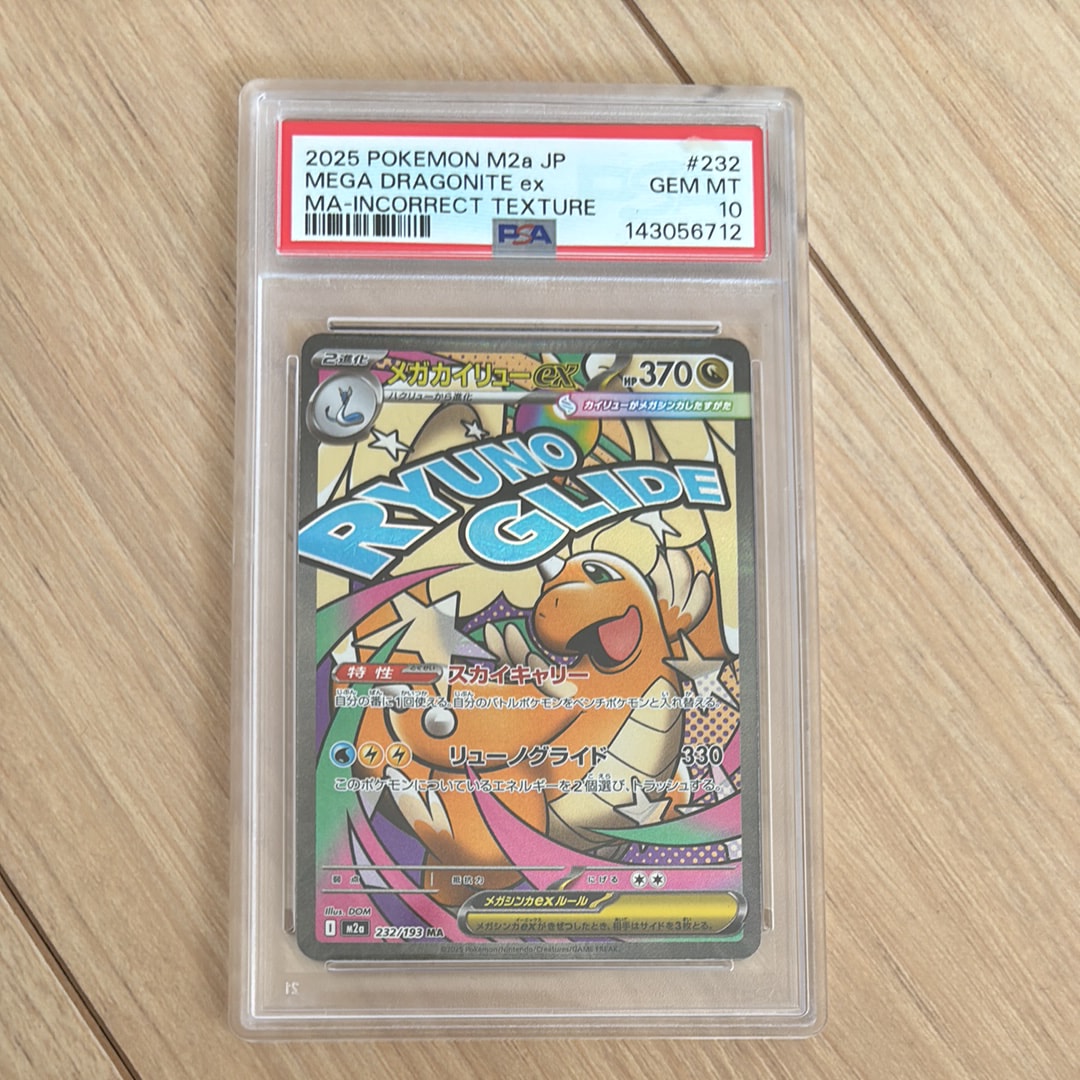 2025 POKEMON M2a JP #232
MEGA DRAGONITE ex GEM MT
MA-INCORRECT TEXTURE 10
PSA 143056712
2進化 メガカイリューex HP 370
ハクリューから進化
カイリューがメガシンカしたすがた
RYUNO
GLIDE
特性 スカイキャリー
自分の番に1回使える。自分のバトルポケモンをベンチポケモンと入れ替える。
リューノグライド 330
このポケモンについているエネルギーを2個選び、トラッシュする。
弱点 抵抗力 にげる
メガシンカexルール
メガシンカexがきぜつしたとき、相手はサイドを3枚とる。
Illus. DOM
I m2a 232/193 MA
©2025 Pokémon/Nintendo/Creatures/GAME FREAK.
21